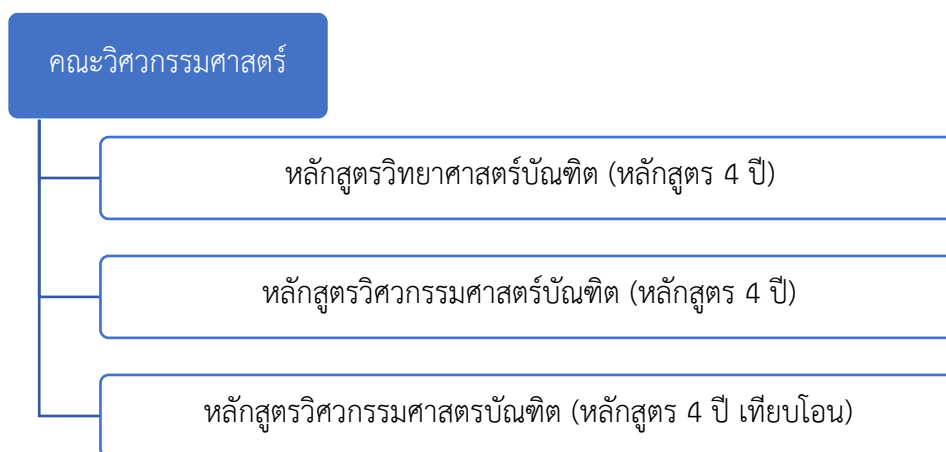 คณะวิศวกรรมศาสตร์
หลักสูตรวิทยาศาสตร์บัณฑิต (หลักสูตร 4 ปี)
หลักสูตรวิศวกรรมศาสตร์บัณฑิต (หลักสูตร 4 ปี)
หลักสูตรวิศวกรรมศาสตรบัณฑิต (หลักสูตร 4 ปี เทียบโอน)